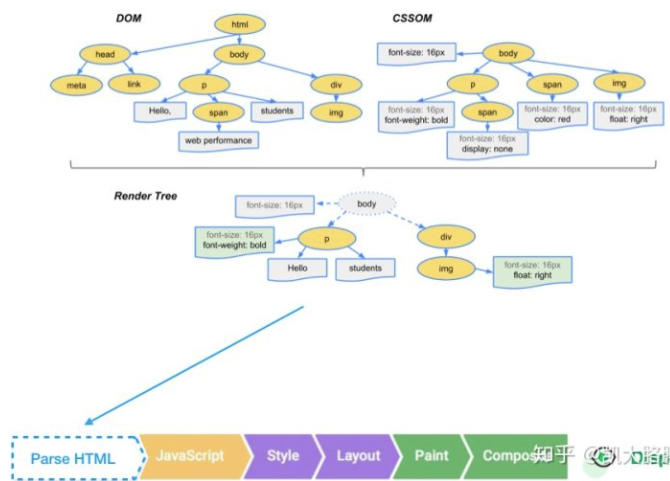 DOM
html
head
body
meta
link
p
div
Hello,
span
students
img
web performance
CSSOM
font-size: 16px
body
p
span
img
font-size: 16px
font-weight: bold
span
font-size: 16px
color: red
font-size: 16px
float: right
font-size: 16px
display: none
Render Tree
font-size: 16px
body
font-size: 16px
font-weight: bold
p
div
Hello
students
img
font-size: 16px
float: right
Parse HTML
JavaScript
Style
Layout
Paint
知乎